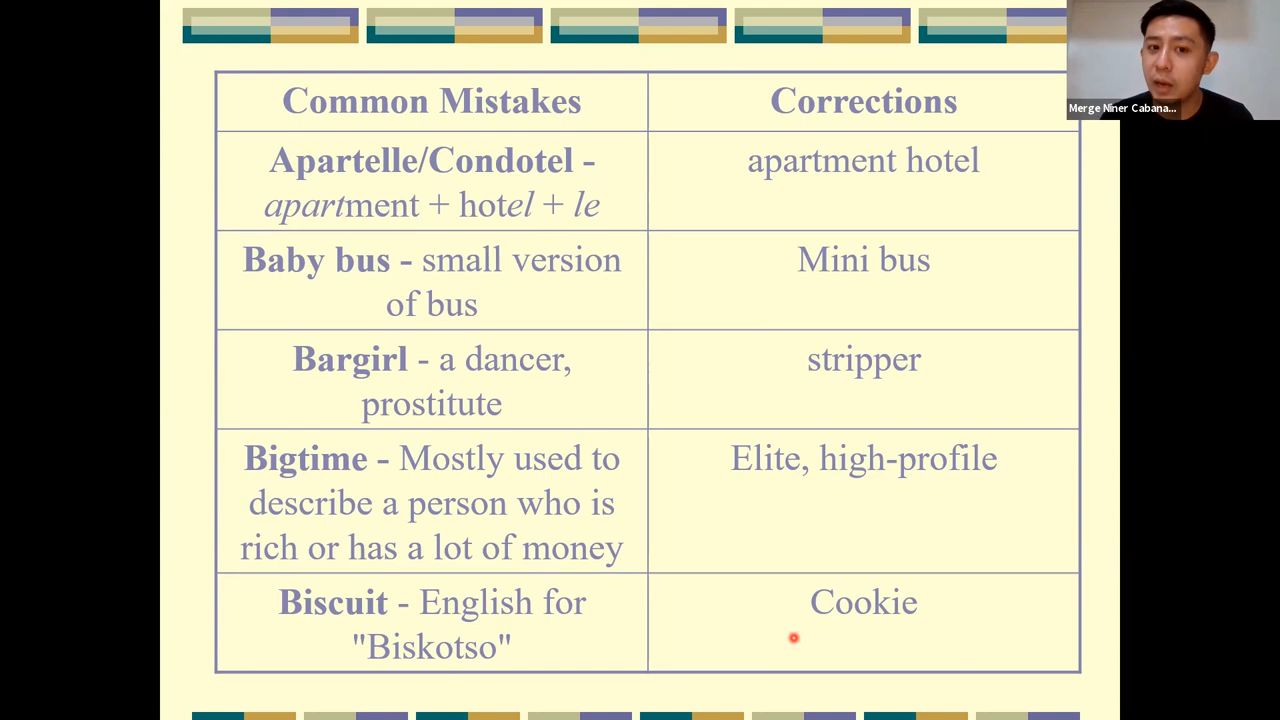 Common Mistakes
Corrections
Apartelle/Condotel -
apartment + hotel + le
apartment hotel
Baby bus - small version
of bus
Mini bus
Bargirl - a dancer,
prostitute
stripper
Bigtime - Mostly used to
describe a person who is
rich or has a lot of money
Elite, high-profile
Biscuit - English for
"Biskotso"
Cookie
Merge Niner Cabana...